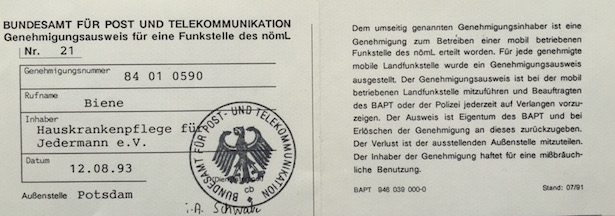 BUNDESAMT FÜR POST UND TELEKOMMUNIKATION
Genehmigungsausweis für eine Funkstelle des nömL
Nr. 21
Genehmigungsnummer
84 01 0590
Rufname
Biene
Inhaber
Hauskrankenpflege für
Jedermann e.V.
Datum
12.08.93
Außenstelle Potsdam
BUNDESAMT FÜR POST- UND TELEKOMMUNIKATION
cb
i.A. Schwabe
Dem umseitig genannten Genehmigungsinhaber ist eine
Genehmigung zum Betreiben einer mobil betriebenen
Funkstelle des nömL erteilt worden. Für jede genehmigte
mobile Landfunkstelle wurde ein Genehmigungsausweis
ausgestellt. Der Genehmigungsausweis ist bei der mobil
betriebenen Landfunkstelle mitzuführen und Beauftragten
des BAPT oder der Polizei jederzeit auf Verlangen vorzu-
zeigen. Der Ausweis ist Eigentum des BAPT und bei
Erlöschen der Genehmigung an dieses zurückzugeben.
Der Verlust ist der ausstellenden Außenstelle mitzuteilen.
Der Inhaber der Genehmigung haftet für eine mißbräuch-
liche Benutzung.
BAPT 946 039 000-0 Stand: 07/91